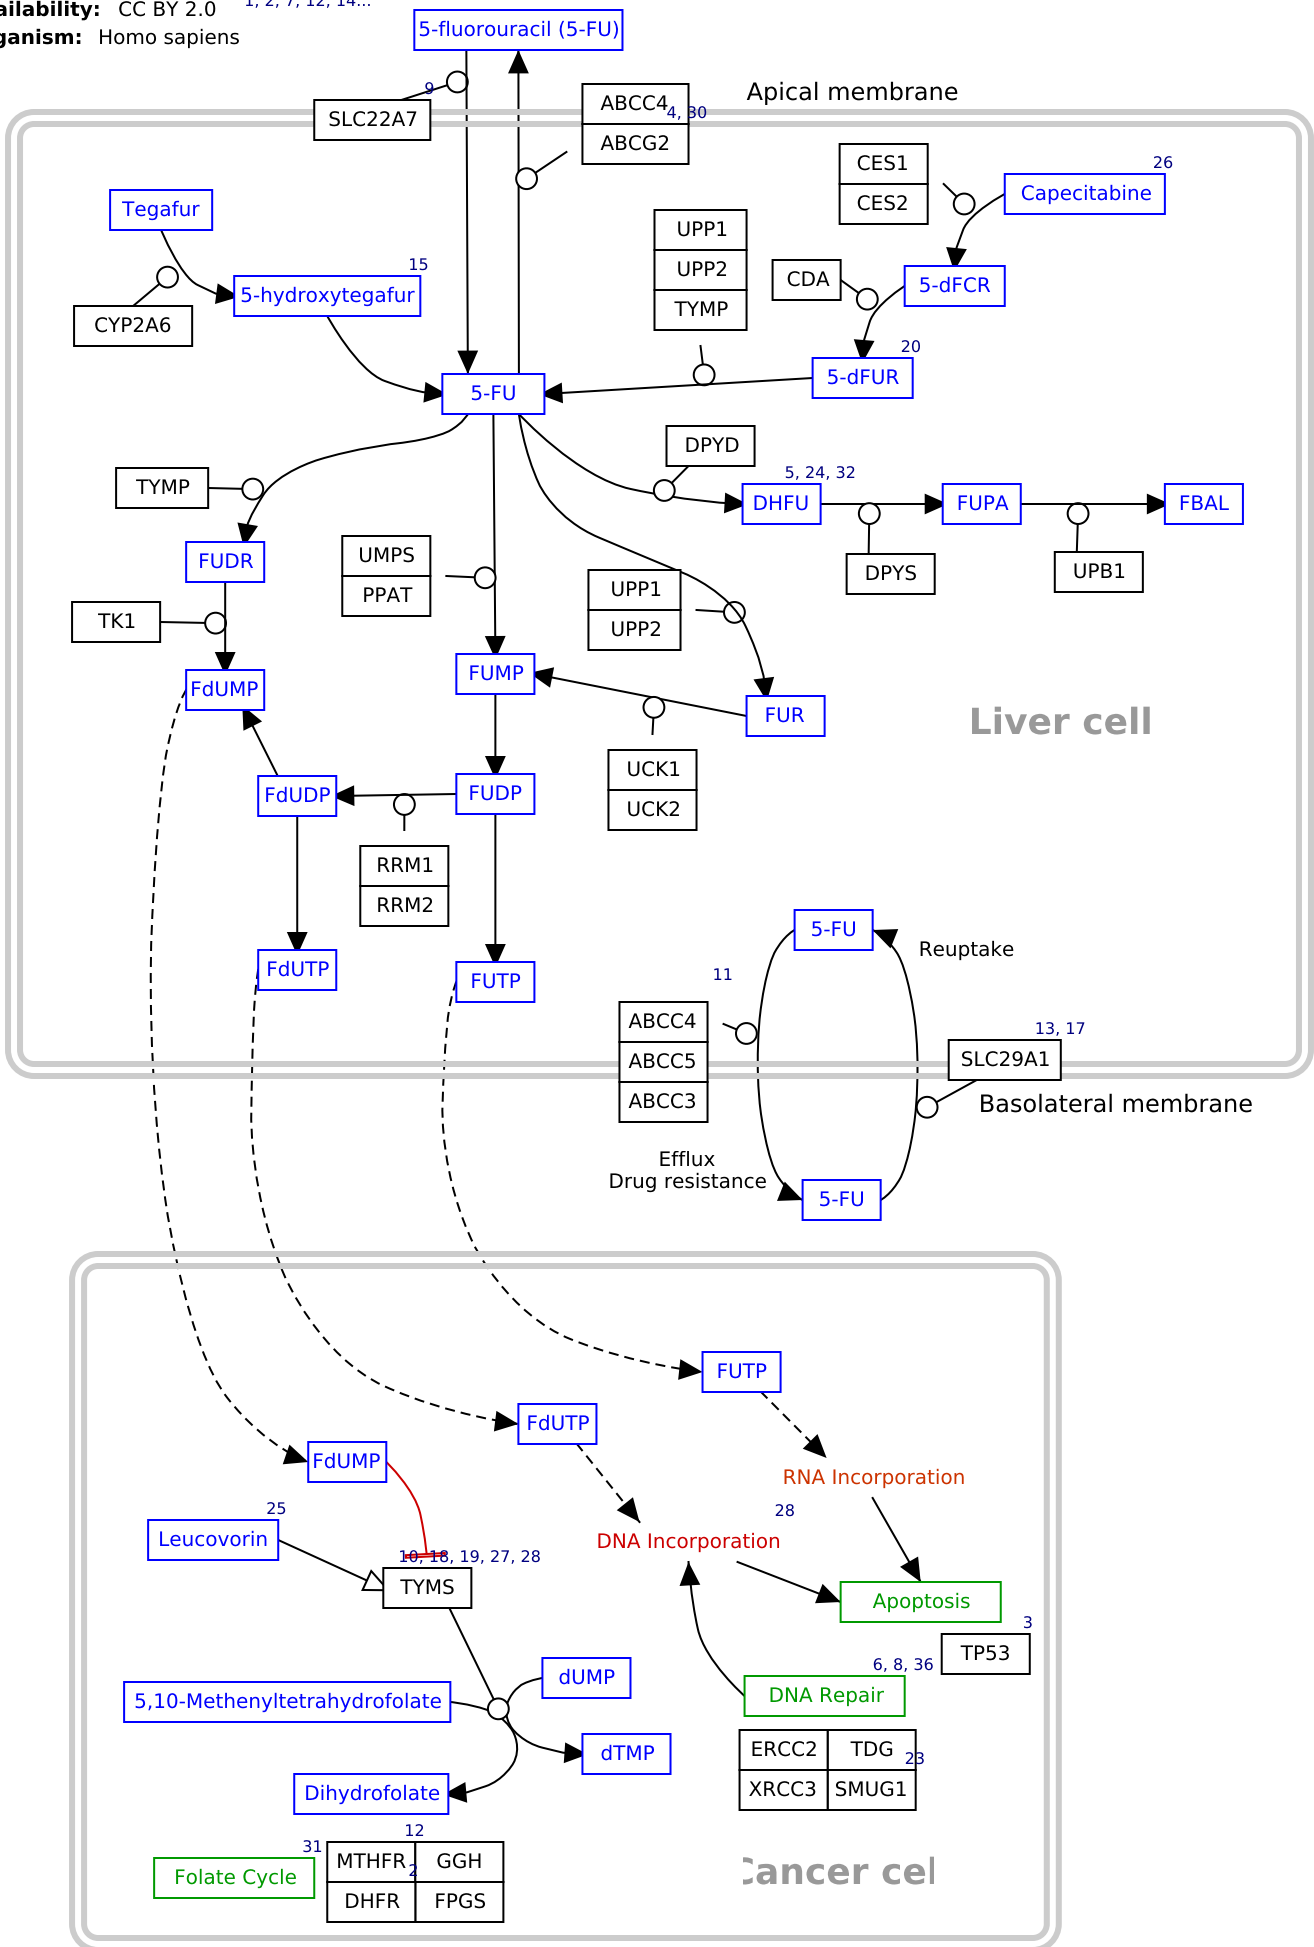 ailability: CC BY 2.0
1, 2, 7, 12, 14...
ganism: Homo sapiens
5-fluorouracil (5-FU)
9
SLC22A7
ABCC4
4, 30
ABCG2
Apical membrane
CES1
CES2
26
Capecitabine
Tegafur
UPP1
UPP2
TYMP
CDA
5-dFCR
15
5-hydroxytegafur
CYP2A6
20
5-dFUR
5-FU
DPYD
TYMP
5, 24, 32
DHFU
FUPA
FBAL
FUDR
UMPS
PPAT
DPYS
UPB1
UPP1
UPP2
TK1
FUMP
FdUMP
FUR
Liver cell
UCK1
UCK2
FdUDP
FUDP
RRM1
RRM2
5-FU
Reuptake
FdUTP
FUTP
11
ABCC4
ABCC5
ABCC3
13, 17
SLC29A1
Basolateral membrane
Efflux
Drug resistance
5-FU
FUTP
FdUTP
FdUMP
RNA Incorporation
25
Leucovorin
28
DNA Incorporation
10, 18, 19, 27, 28
TYMS
Apoptosis
3
TP53
6, 8, 36
DNA Repair
dUMP
5,10-Methenyltetrahydrofolate
dTMP
ERCC2 TDG
23
XRCC3 SMUG1
Dihydrofolate
12
31
Folate Cycle
MTHFR GGH
2
DHFR FPGS
Cancer cel